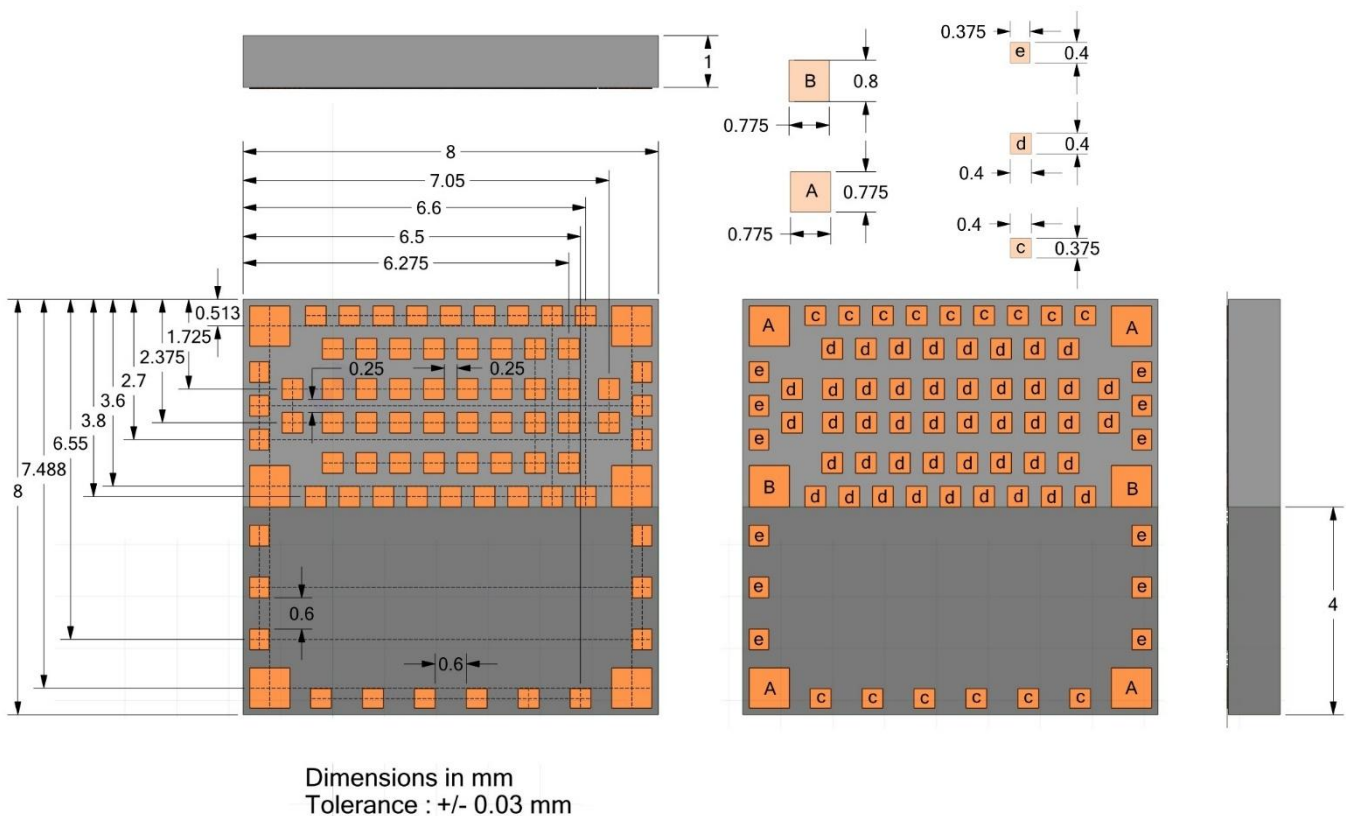 0.375
e
0.4
1
B
0.8
0.775
d
0.4
0.4
8
7.05
A
0.775
0.775
0.4
c
0.375
6.6
6.5
6.275
0.513
1.725
2.375
2.7
3.6
3.8
6.55
7.488
8
0.25
0.25
0.6
0.6
A c c c c c c c c c A
d d d d d d d d
e e
d d d d d d d d d d
e e
d d d d d d d d d d
e e
d d d d d d d d
B d d d d d d d d d B
e e
4
e e
e e
A c c c c c c A
Dimensions in mm
Tolerance : +/- 0.03 mm